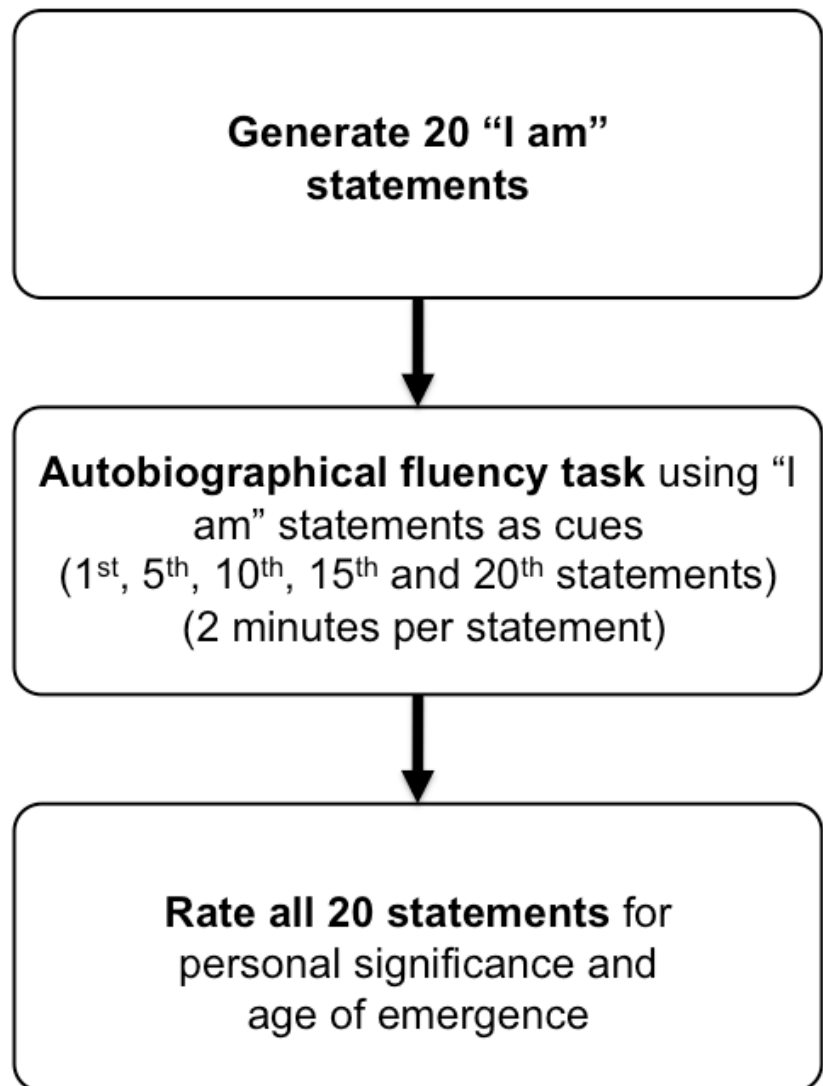 Generate 20 “I am”
statements
Autobiographical fluency task using “I
am” statements as cues
(1st, 5th, 10th, 15th and 20th statements)
(2 minutes per statement)
Rate all 20 statements for
personal significance and
age of emergence